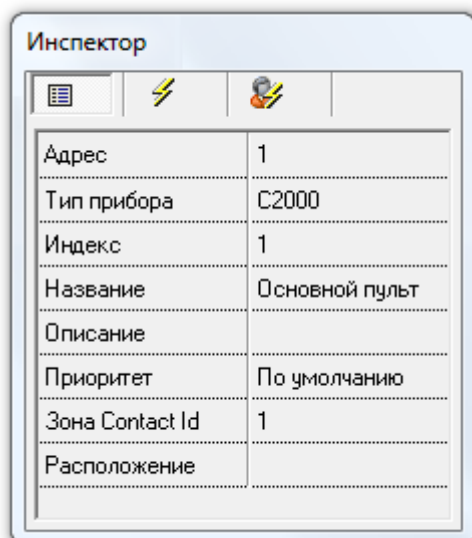 Инспектор
Адрес 1
Тип прибора С2000
Индекс 1
Название Основной пульт
Описание
Приоритет По умолчанию
Зона Contact Id 1
Расположение